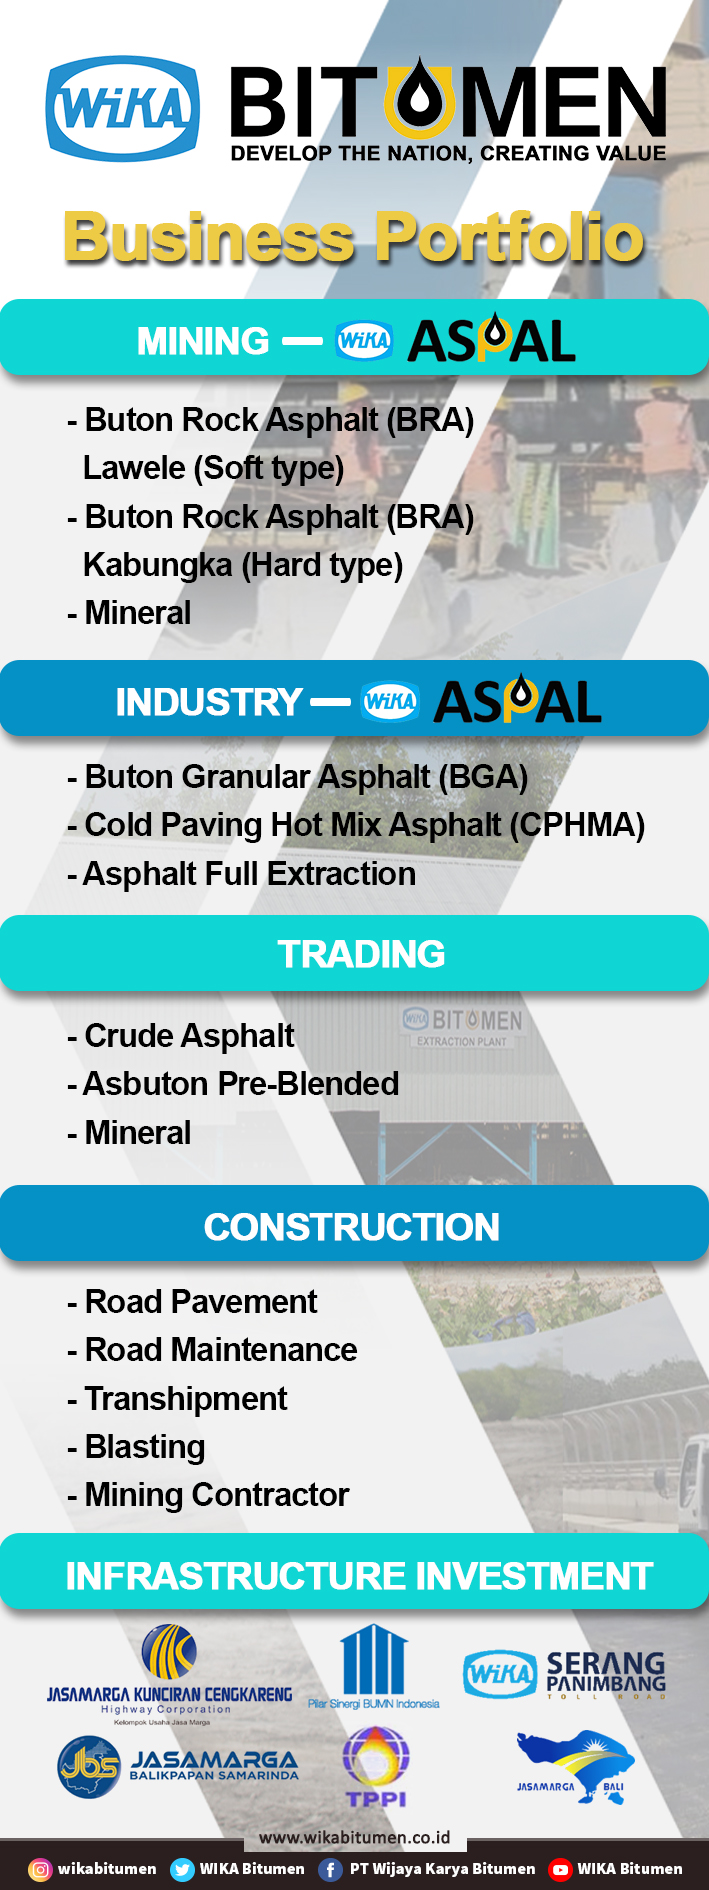 WiKA BITUMEN
DEVELOP THE NATION, CREATING VALUE
Business Portfolio
MINING — WiKA ASPAL
- Buton Rock Asphalt (BRA)
Lawele (Soft type)
- Buton Rock Asphalt (BRA)
Kabungka (Hard type)
- Mineral
INDUSTRY — WiKA ASPAL
- Buton Granular Asphalt (BGA)
- Cold Paving Hot Mix Asphalt (CPHMA)
- Asphalt Full Extraction
TRADING
WiKA BITUMEN
EXTRACTION PLANT
- Crude Asphalt
- Asbuton Pre-Blended
- Mineral
CONSTRUCTION
- Road Pavement
- Road Maintenance
- Transhipment
- Blasting
- Mining Contractor
INFRASTRUCTURE INVESTMENT
JASAMARGA KUNCIRAN CENGKARENG
Highway Corporation
Kelompok Usaha Jasa Marga
Pilar Sinergi BUMN Indonesia
WiKA SERANG
PANIMBANG
TOLL ROAD
jbs JASAMARGA
BALIKPAPAN SAMARINDA
TPPI
JASAMARGA BALI
www.wikabitumen.co.id
wikabitumen WIKA Bitumen PT Wijaya Karya Bitumen WIKA Bitumen